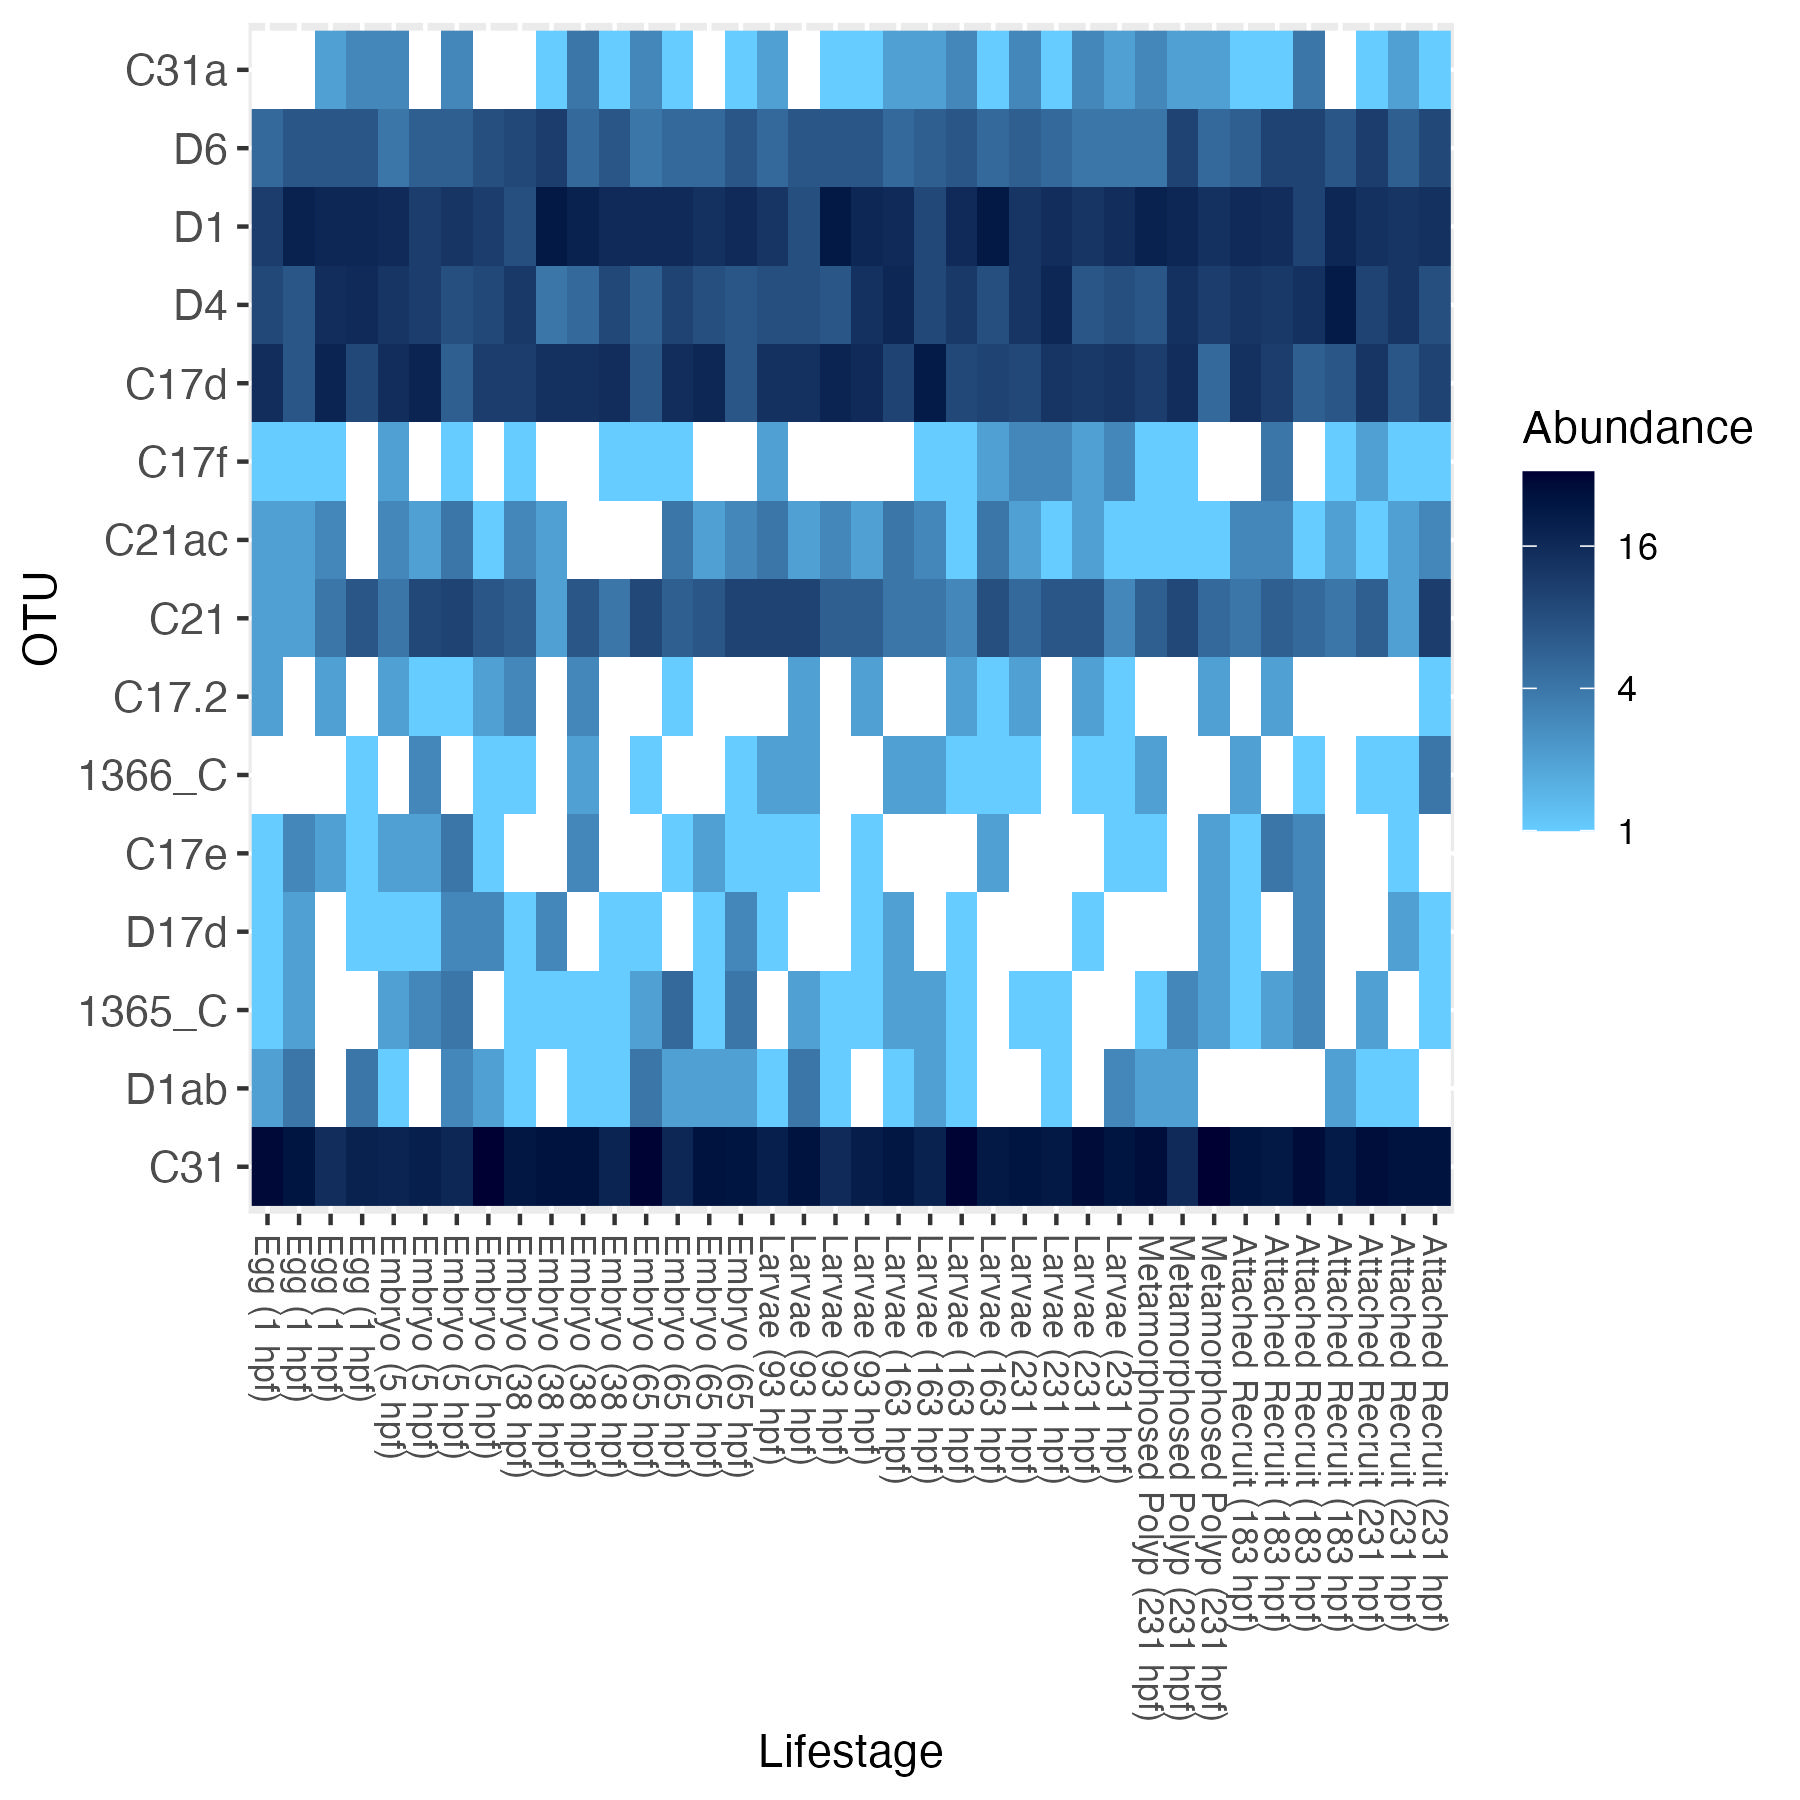 C31a
D6
D1
D4
C17d
C17f
C21ac
C21
C17.2
1366_C
C17e
D17d
1365_C
D1ab
C31
OTU
Egg (1 hpf)
Egg (1 hpf)
Egg (1 hpf)
Egg (1 hpf)
Embryo (5 hpf)
Embryo (5 hpf)
Embryo (5 hpf)
Embryo (5 hpf)
Embryo (38 hpf)
Embryo (38 hpf)
Embryo (38 hpf)
Embryo (38 hpf)
Embryo (65 hpf)
Embryo (65 hpf)
Embryo (65 hpf)
Embryo (65 hpf)
Larvae (93 hpf)
Larvae (93 hpf)
Larvae (93 hpf)
Larvae (93 hpf)
Larvae (163 hpf)
Larvae (163 hpf)
Larvae (163 hpf)
Larvae (163 hpf)
Larvae (231 hpf)
Larvae (231 hpf)
Larvae (231 hpf)
Larvae (231 hpf)
Metamorphosed Polyp (231 hpf)
Metamorphosed Polyp (231 hpf)
Metamorphosed Polyp (231 hpf)
Attached Recruit (183 hpf)
Attached Recruit (183 hpf)
Attached Recruit (183 hpf)
Attached Recruit (183 hpf)
Attached Recruit (231 hpf)
Attached Recruit (231 hpf)
Attached Recruit (231 hpf)
Lifestage
Abundance
16
4
1